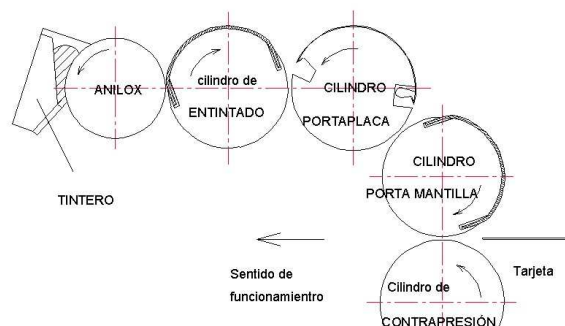 ANILOX
cilindro de
ENTINTADO
CILINDRO
PORTAPLACA
CILINDRO
PORTA MANTILLA
TINTERO
Sentido de
funcionamientro
Tarjeta
Cilindro de
CONTRAPRESIÓN